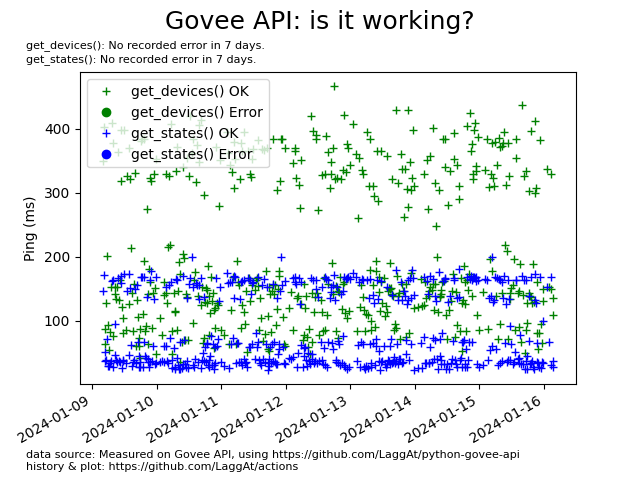 Govee API: is it working?
get_devices(): No recorded error in 7 days.
get_states(): No recorded error in 7 days.
get_devices() OK
get_devices() Error
get_states() OK
get_states() Error
Ping (ms)
400
300
200
100
2024-01-09
2024-01-10
2024-01-11
2024-01-12
2024-01-13
2024-01-14
2024-01-15
2024-01-16
data source: Measured on Govee API, using https://github.com/LaggAt/python-govee-api
history & plot: https://github.com/LaggAt/actions